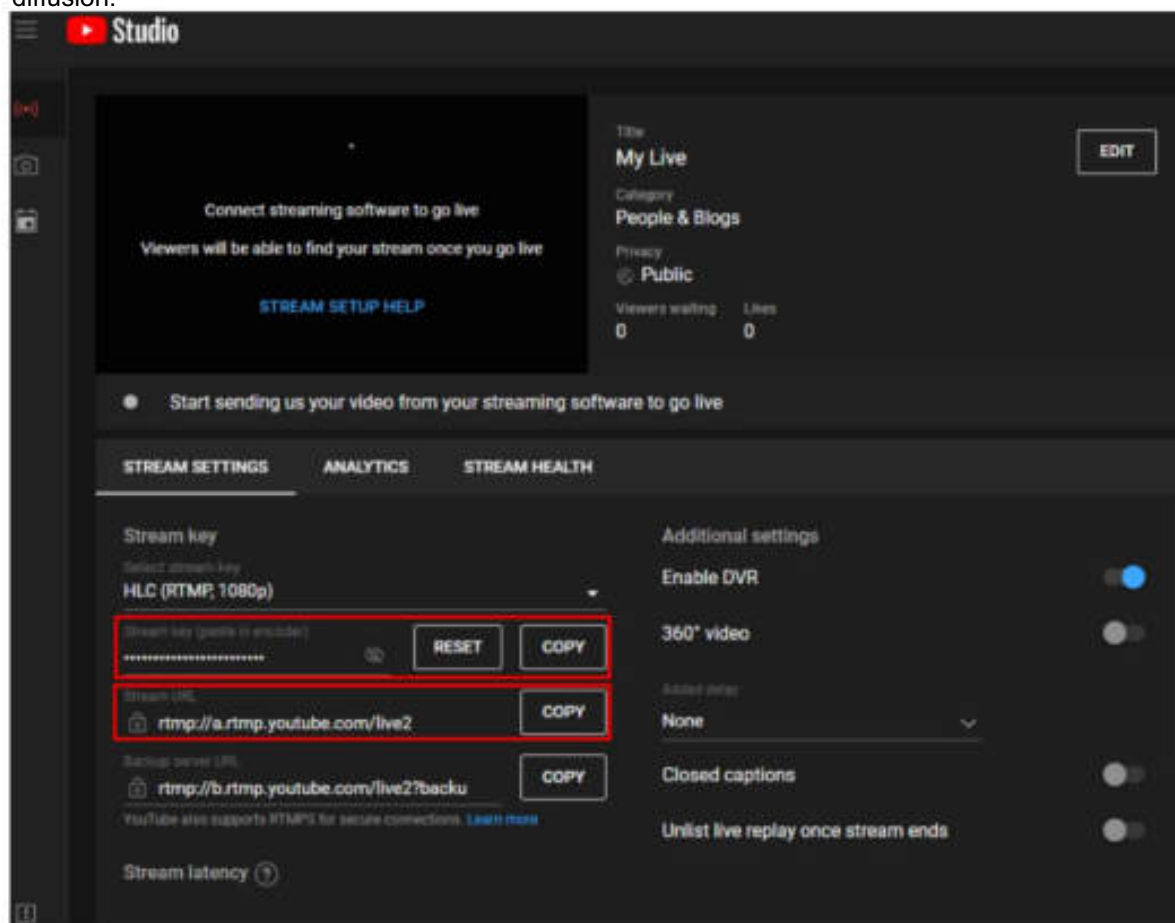 diffusion.
Studio
Connect streaming software to go live
Viewers will be able to find your stream once you go live
STREAM SETUP HELP
Title
My Live
EDIT
Category
People & Blogs
Privacy
Public
Viewers waiting Likes
0 0
Start sending us your video from your streaming software to go live
STREAM SETTINGS ANALYTICS STREAM HEALTH
Stream key
Select stream key
HLC (RTMP, 1080p)
Stream key (paste in encoder)
•••••••••••••••••••••••• RESET COPY
Stream URL
rtmp://a.rtmp.youtube.com/live2 COPY
Backup server URL
rtmp://b.rtmp.youtube.com/live2?backu COPY
YouTube also supports RTMPS for secure connections. Learn more
Stream latency ?
Additional settings
Enable DVR
360° video
Added delay
None
Closed captions
Unlist live replay once stream ends